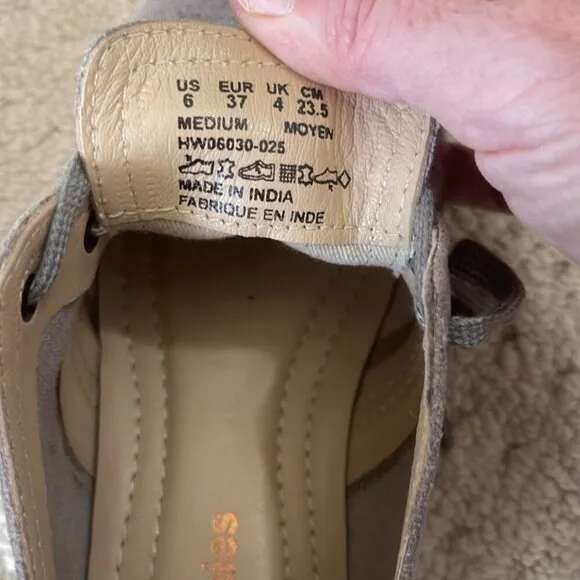 US EUR UK CM
6 37 4 23.5
MEDIUM MOYEN
HW06030-025
MADE IN INDIA
FABRIQUE EN INDE